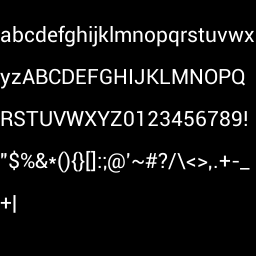 abcdefghijklmnopqrstuvwx
yzABCDEFGHIJKLMNOPQ
RSTUVWXYZ0123456789!
"$%&*(){}[]:;@'~#?/\<>,.+-_
+|